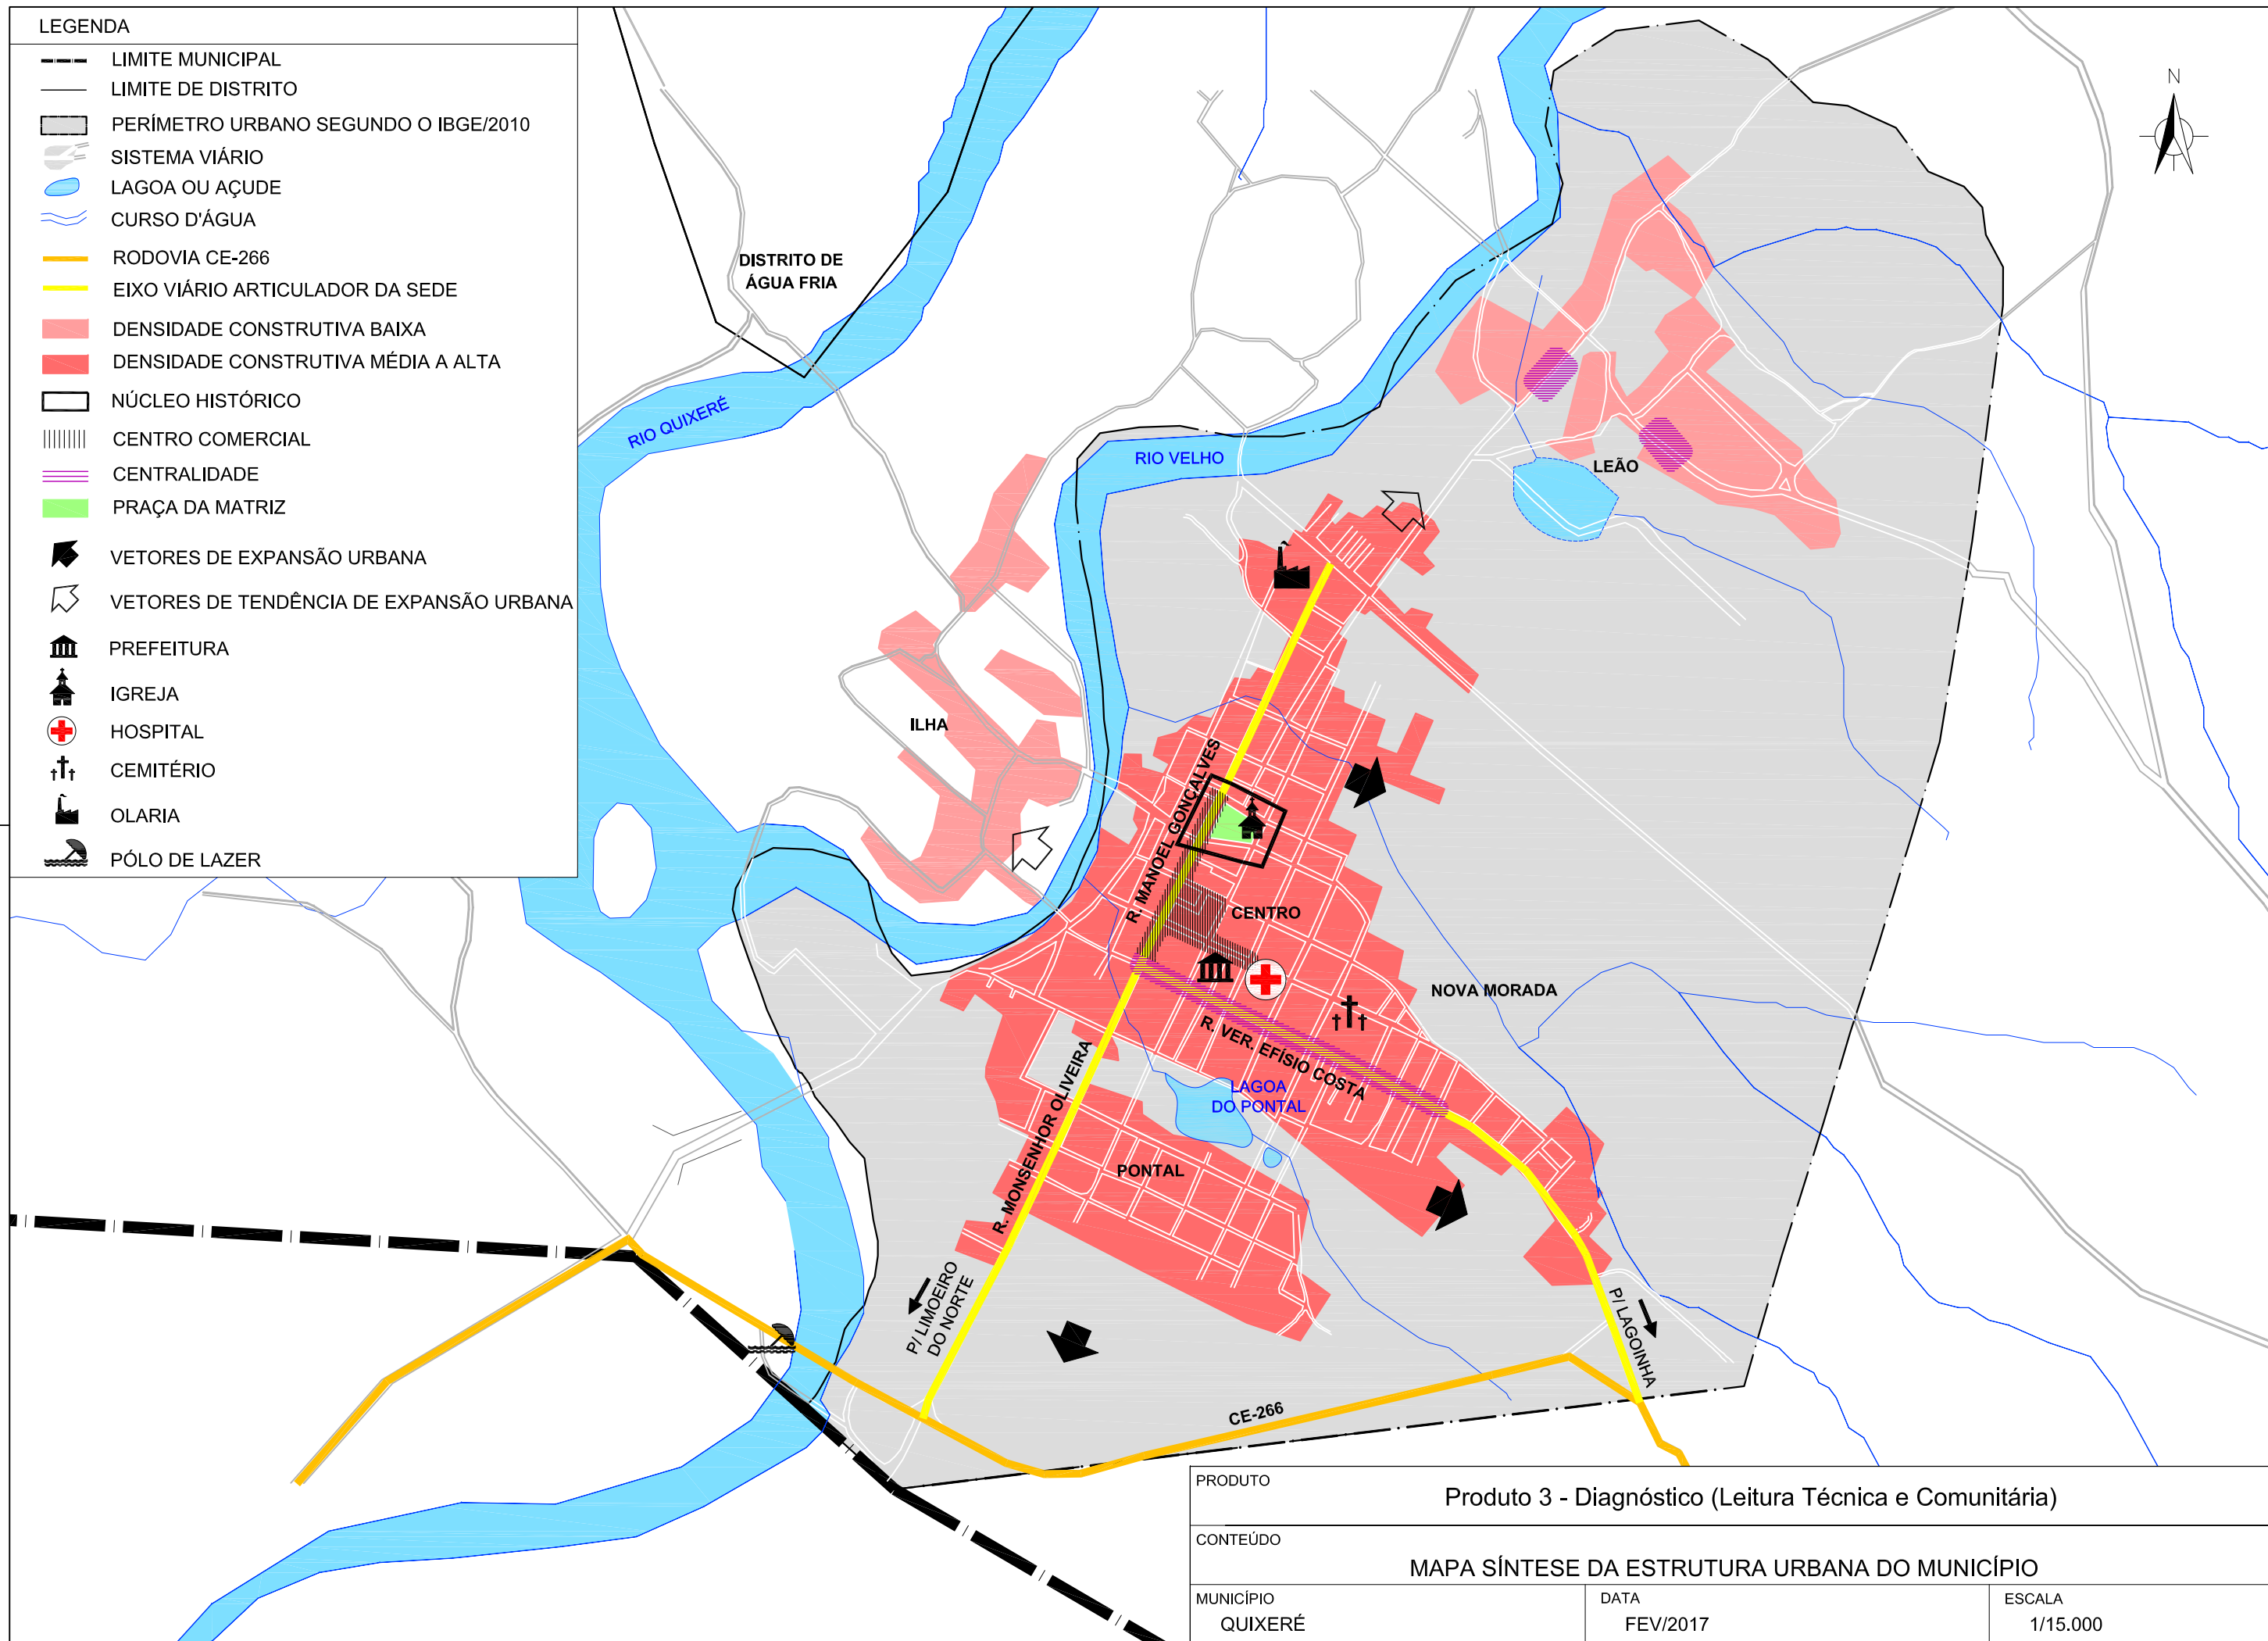 LEGENDA
LIMITE MUNICIPAL
LIMITE DE DISTRITO
PERÍMETRO URBANO SEGUNDO O IBGE/2010
SISTEMA VIÁRIO
LAGOA OU AÇUDE
CURSO D'ÁGUA
RODOVIA CE-266
EIXO VIÁRIO ARTICULADOR DA SEDE
DENSIDADE CONSTRUTIVA BAIXA
DENSIDADE CONSTRUTIVA MÉDIA A ALTA
NÚCLEO HISTÓRICO
CENTRO COMERCIAL
CENTRALIDADE
PRAÇA DA MATRIZ
VETORES DE EXPANSÃO URBANA
VETORES DE TENDÊNCIA DE EXPANSÃO URBANA
PREFEITURA
IGREJA
HOSPITAL
CEMITÉRIO
OLARIA
PÓLO DE LAZER
N
DISTRITO DE
ÁGUA FRIA
RIO QUIXERÉ
RIO VELHO
LEÃO
ILHA
R. MANOEL GONÇALVES
CENTRO
NOVA MORADA
R. VER. EFÍSIO COSTA
LAGOA
DO PONTAL
R. MONSENHOR OLIVEIRA
PONTAL
P/ LIMOEIRO
DO NORTE
P/ LAGOINHA
CE-266
PRODUTO
Produto 3 - Diagnóstico (Leitura Técnica e Comunitária)
CONTEÚDO
MAPA SÍNTESE DA ESTRUTURA URBANA DO MUNICÍPIO
MUNICÍPIO
QUIXERÉ
DATA
FEV/2017
ESCALA
1/15.000